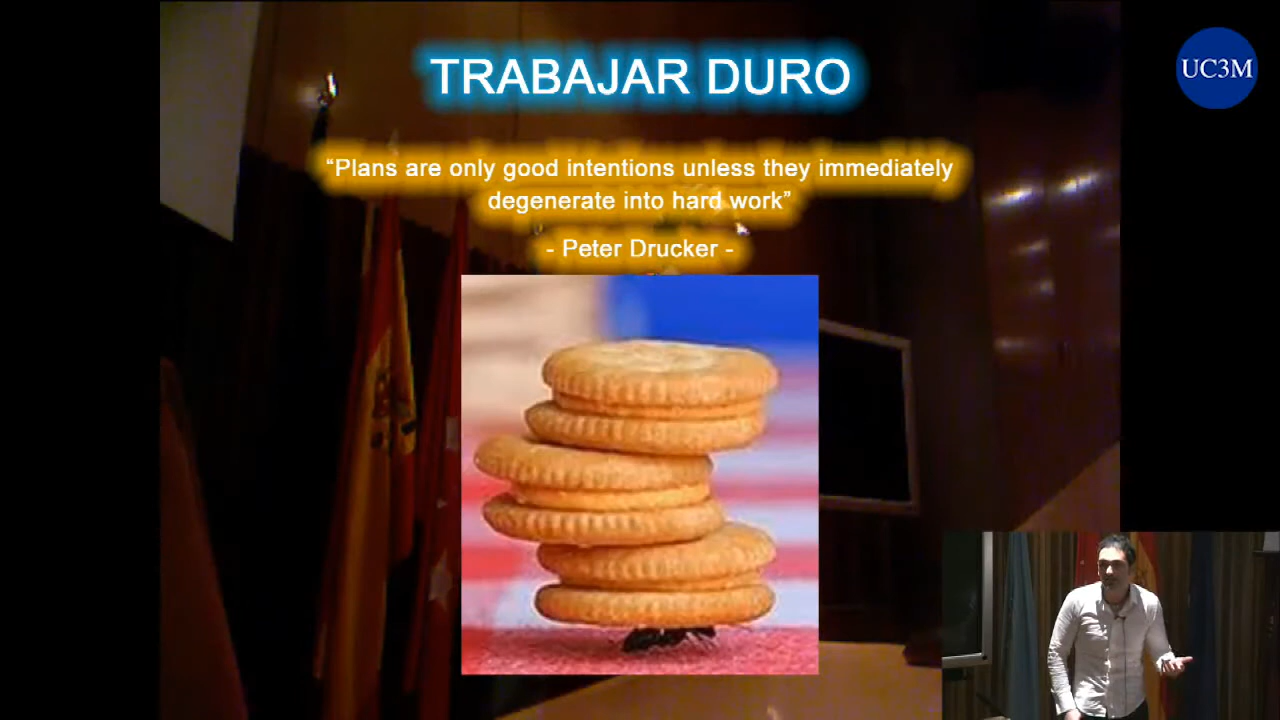 TRABAJAR DURO
UC3M
“Plans are only good intentions unless they immediately
degenerate into hard work”
- Peter Drucker -